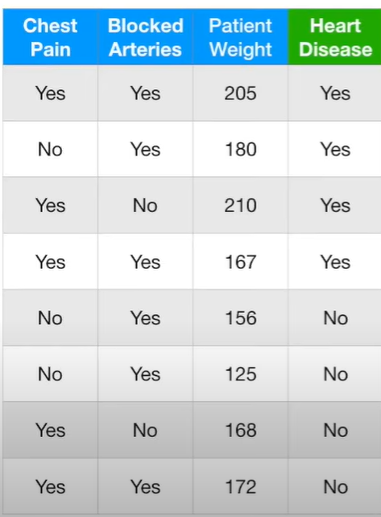 Chest Pain Blocked Arteries Patient Weight Heart Disease
Yes Yes 205 Yes
No Yes 180 Yes
Yes No 210 Yes
Yes Yes 167 Yes
No Yes 156 No
No Yes 125 No
Yes No 168 No
Yes Yes 172 No